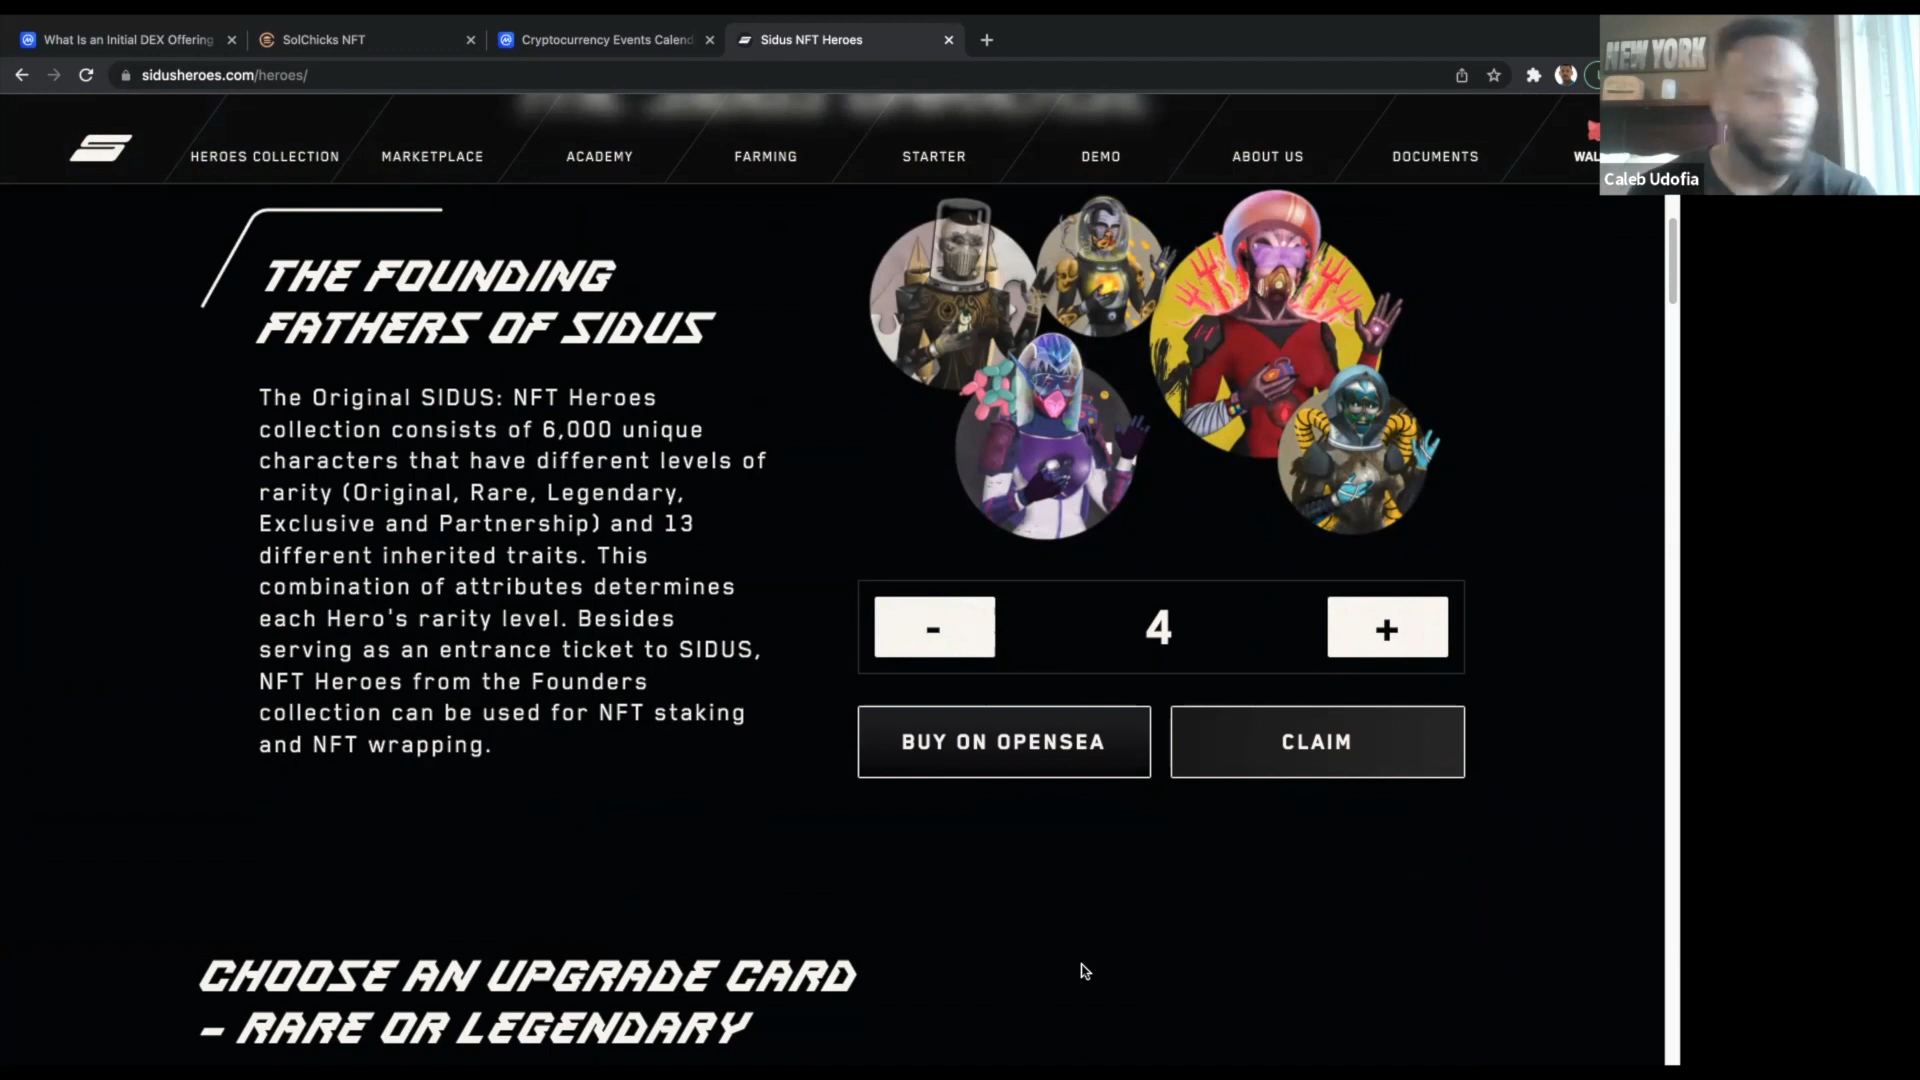 What Is an Initial DEX Offering
SolChicks NFT
Cryptocurrency Events Calend
Sidus NFT Heroes
sidusheroes.com/heroes/
NEW YORK
HEROES COLLECTION
MARKETPLACE
ACADEMY
FARMING
STARTER
DEMO
ABOUT US
DOCUMENTS
WAL
Caleb Udofia
THE FOUNDING
FATHERS OF SIDUS
The Original SIDUS: NFT Heroes
collection consists of 6,000 unique
characters that have different levels of
rarity (Original, Rare, Legendary,
Exclusive and Partnership) and 13
different inherited traits. This
combination of attributes determines
each Hero's rarity level. Besides
serving as an entrance ticket to SIDUS,
NFT Heroes from the Founders
collection can be used for NFT staking
and NFT wrapping.
- 4 +
BUY ON OPENSEA
CLAIM
CHOOSE AN UPGRADE CARD
- RARE OR LEGENDARY